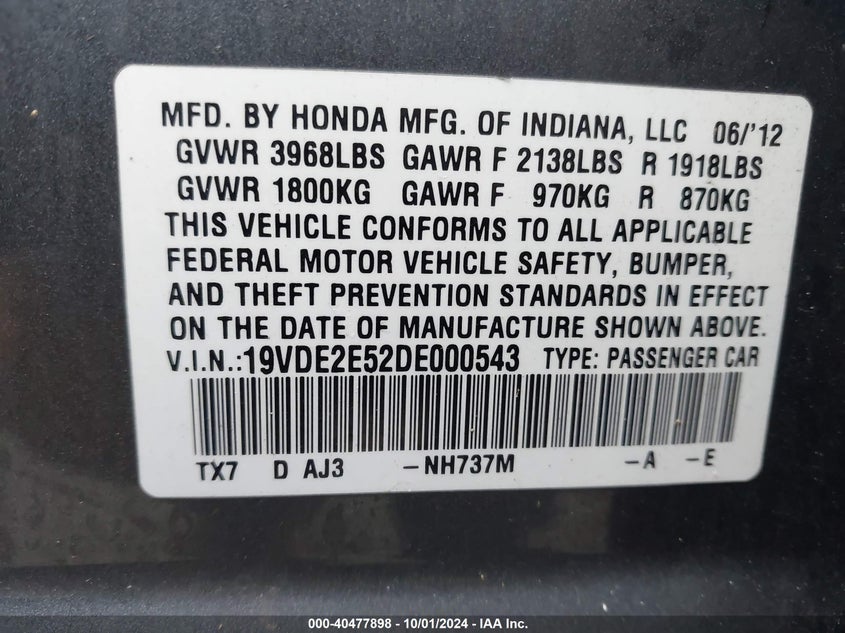 MFD. BY HONDA MFG. OF INDIANA, LLC 06/'12
GVWR 3968LBS GAWR F 2138LBS R 1918LBS
GVWR 1800KG GAWR F 970KG R 870KG
THIS VEHICLE CONFORMS TO ALL APPLICABLE
FEDERAL MOTOR VEHICLE SAFETY, BUMPER,
AND THEFT PREVENTION STANDARDS IN EFFECT
ON THE DATE OF MANUFACTURE SHOWN ABOVE.
V.I.N.:19VDE2E52DE000543 TYPE: PASSENGER CAR
TX7 D AJ3 -NH737M -A -E
000-40477898 - 10/01/2024 - IAA Inc.